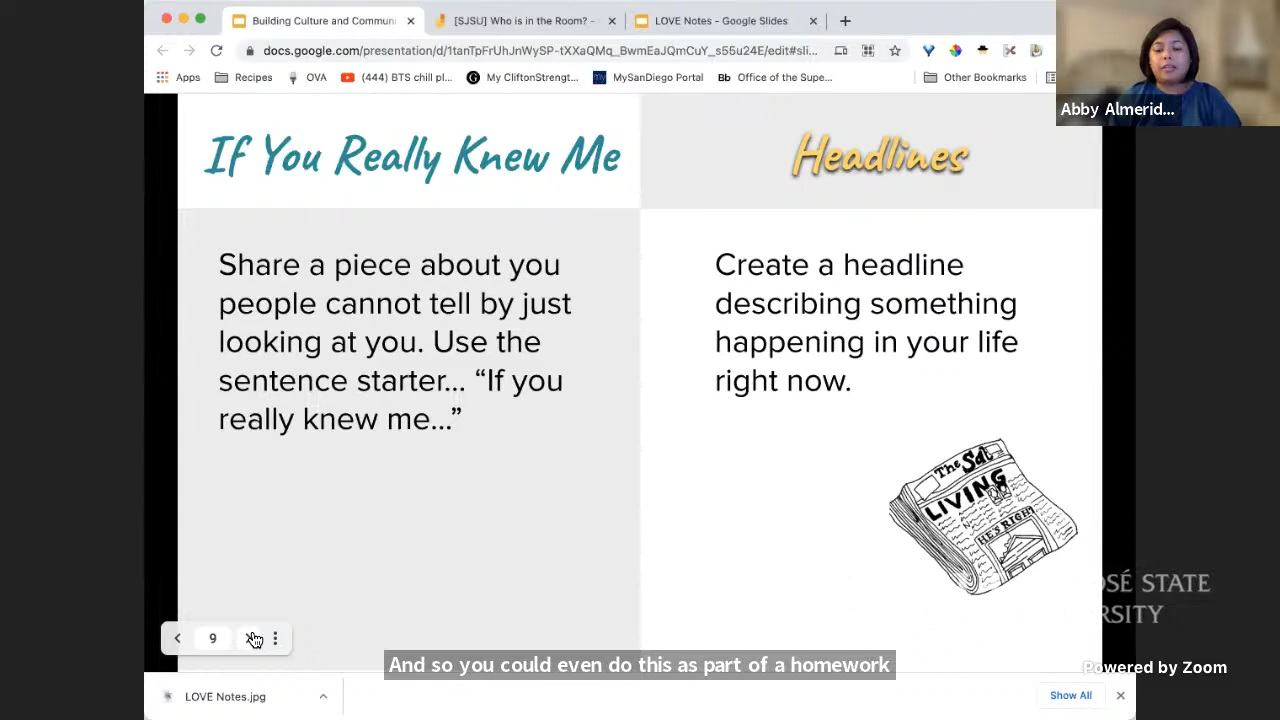 Building Culture and Communi
[SJSU] Who is in the Room? -
LOVE Notes - Google Slides
docs.google.com/presentation/d/1tanTpFrUhJnWySP-tXXaQMq_BwmEaJQmCuY_s55u24E/edit#sli...
Apps
Recipes
OVA
(444) BTS chill pl...
My CliftonStrengt...
MySanDiego Portal
Bb
Office of the Supe...
Other Bookmarks
Abby Almerid...
If You Really Knew Me
Headlines
Share a piece about you
people cannot tell by just
looking at you. Use the
sentence starter... “If you
really knew me...”
Create a headline
describing something
happening in your life
right now.
The Sat
LIVING
HE'S RIGHT
OSÉ STATE
RSITY
9
And so you could even do this as part of a homework
Powered by Zoom
LOVE Notes.jpg
Show All